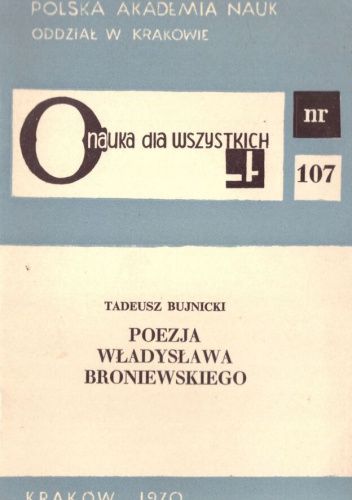 POLSKA AKADEMIA NAUK
ODDZIAŁ W KRAKOWIE
nauka dla wszystkich
nr
107
TADEUSZ BUJNICKI
POEZJA
WŁADYSŁAWA
BRONIEWSKIEGO
KRAKÓW 1970